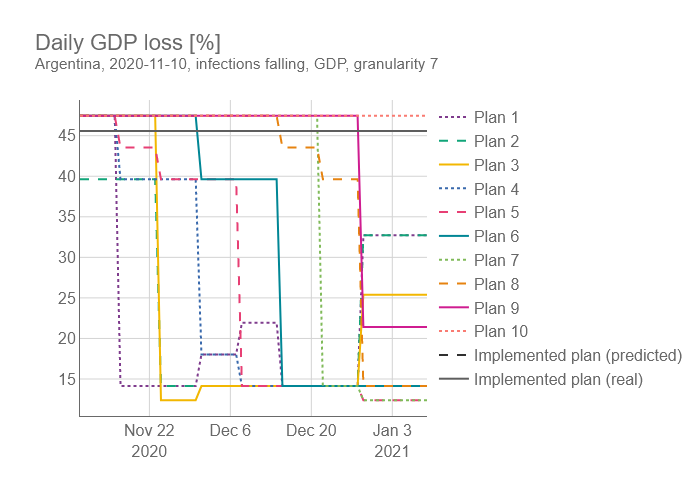 Daily GDP loss [%]
Argentina, 2020-11-10, infections falling, GDP, granularity 7
45
40
35
30
25
20
15
Nov 22
2020
Dec 6
Dec 20
Jan 3
2021
Plan 1
Plan 2
Plan 3
Plan 4
Plan 5
Plan 6
Plan 7
Plan 8
Plan 9
Plan 10
Implemented plan (predicted)
Implemented plan (real)